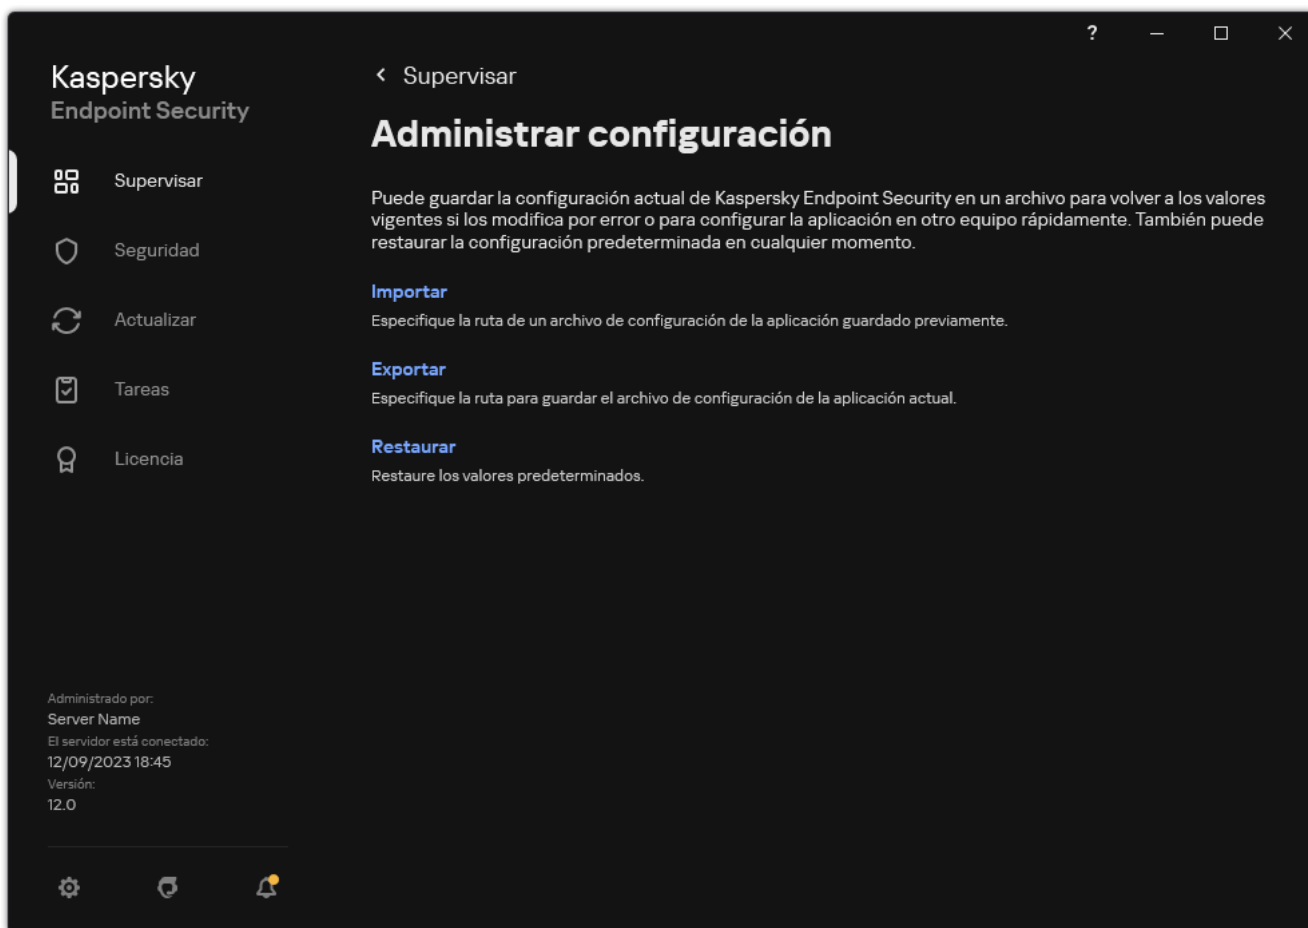 ?
Kaspersky
Endpoint Security
Supervisar
Seguridad
Actualizar
Tareas
Licencia
Administrado por:
Server Name
El servidor está conectado:
12/09/2023 18:45
Versión:
12.0
Supervisar
Administrar configuración
Puede guardar la configuración actual de Kaspersky Endpoint Security en un archivo para volver a los valores
vigentes si los modifica por error o para configurar la aplicación en otro equipo rápidamente. También puede
restaurar la configuración predeterminada en cualquier momento.
Importar
Especifique la ruta de un archivo de configuración de la aplicación guardado previamente.
Exportar
Especifique la ruta para guardar el archivo de configuración de la aplicación actual.
Restaurar
Restaure los valores predeterminados.